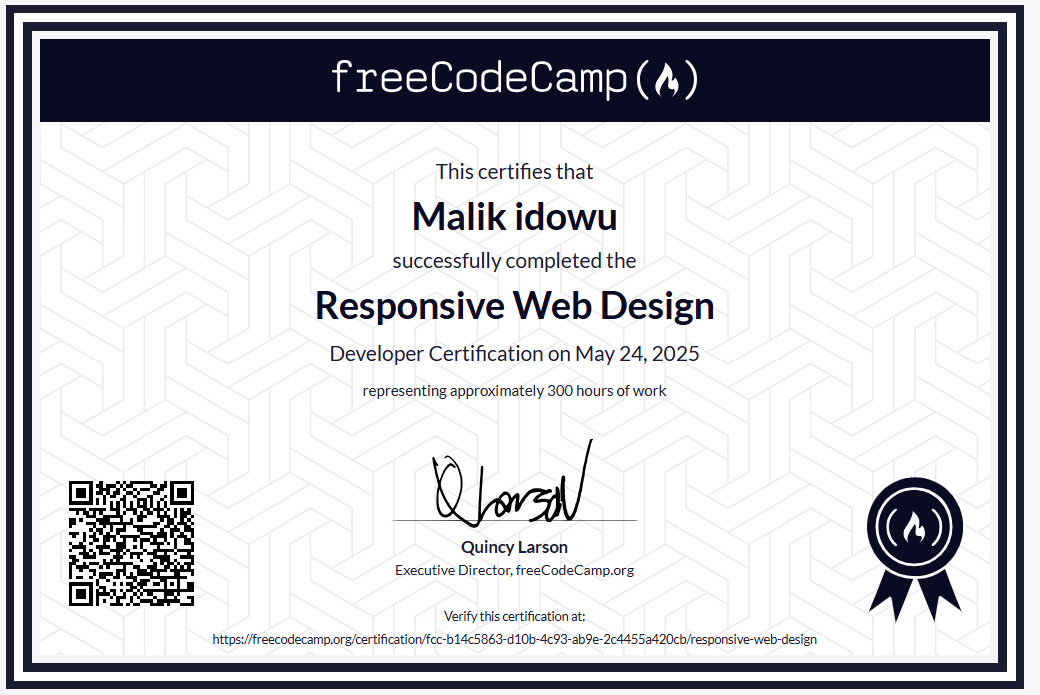 freeCodeCamp(🔥)
This certifies that
Malik idowu
successfully completed the
Responsive Web Design
Developer Certification on May 24, 2025
representing approximately 300 hours of work
QLarson
Quincy Larson
Executive Director, freeCodeCamp.org
Verify this certification at:
https://freecodecamp.org/certification/fcc-b14c5863-d10b-4c93-ab9e-2c4455a420cb/responsive-web-design